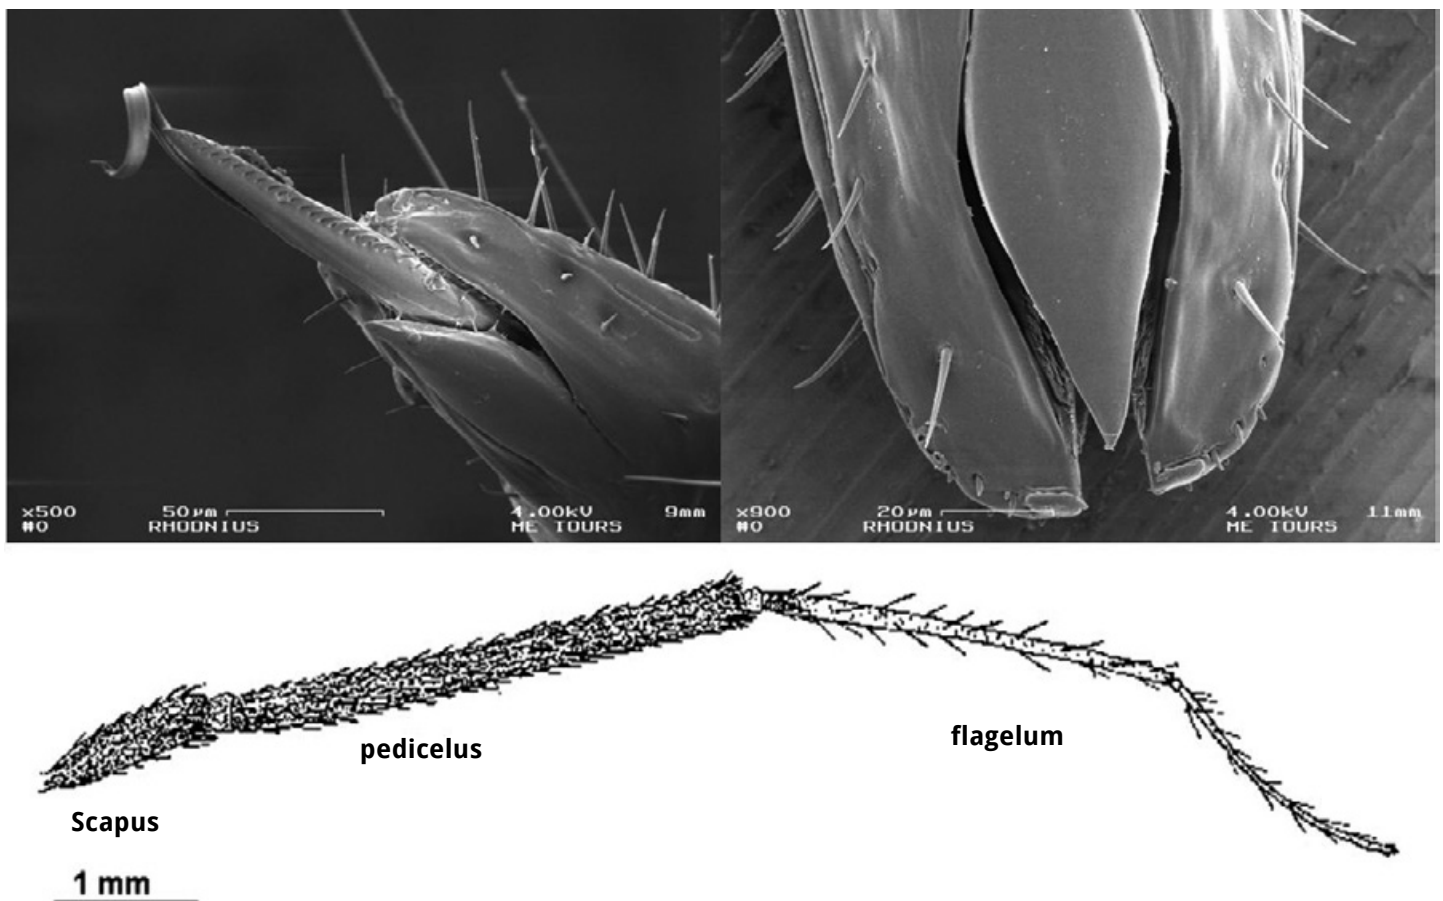 x500 50µm 4.00kV 9mm
#0 RHODNIUS ME TOURS
x900 20µm 4.00kV 11mm
#0 RHODNIUS ME TOURS
pedicelus
flagelum
Scapus
1 mm